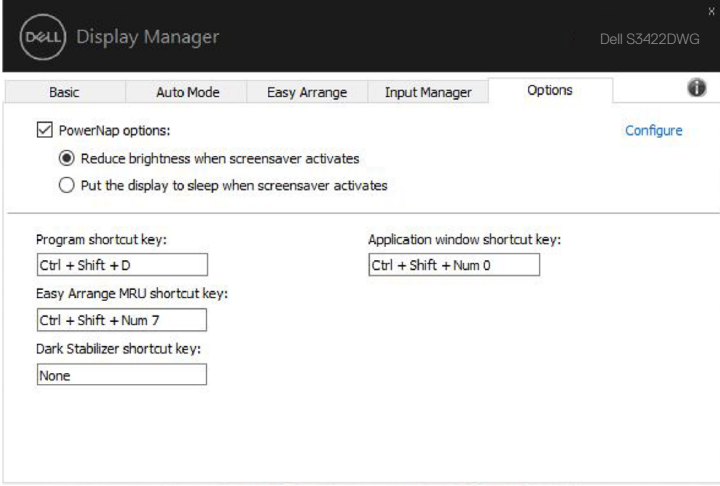 x
DELL Display Manager
Dell S3422DWG
Basic Auto Mode Easy Arrange Input Manager Options i
PowerNap options: Configure
Reduce brightness when screensaver activates
Put the display to sleep when screensaver activates
Program shortcut key: Application window shortcut key:
Ctrl + Shift + D Ctrl + Shift + Num 0
Easy Arrange MRU shortcut key:
Ctrl + Shift + Num 7
Dark Stabilizer shortcut key:
None